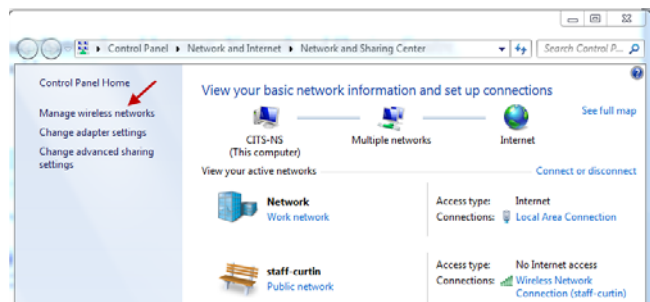 Control Panel ▸ Network and Internet ▸ Network and Sharing Center
Search Control P...
Control Panel Home
Manage wireless networks
Change adapter settings
Change advanced sharing
settings
View your basic network information and set up connections
See full map
CITS-NS
(This computer)
Multiple networks
Internet
View your active networks
Connect or disconnect
Network
Work network
Access type: Internet
Connections: Local Area Connection
staff-curtin
Public network
Access type: No Internet access
Connections: Wireless Network
Connection (staff-curtin)